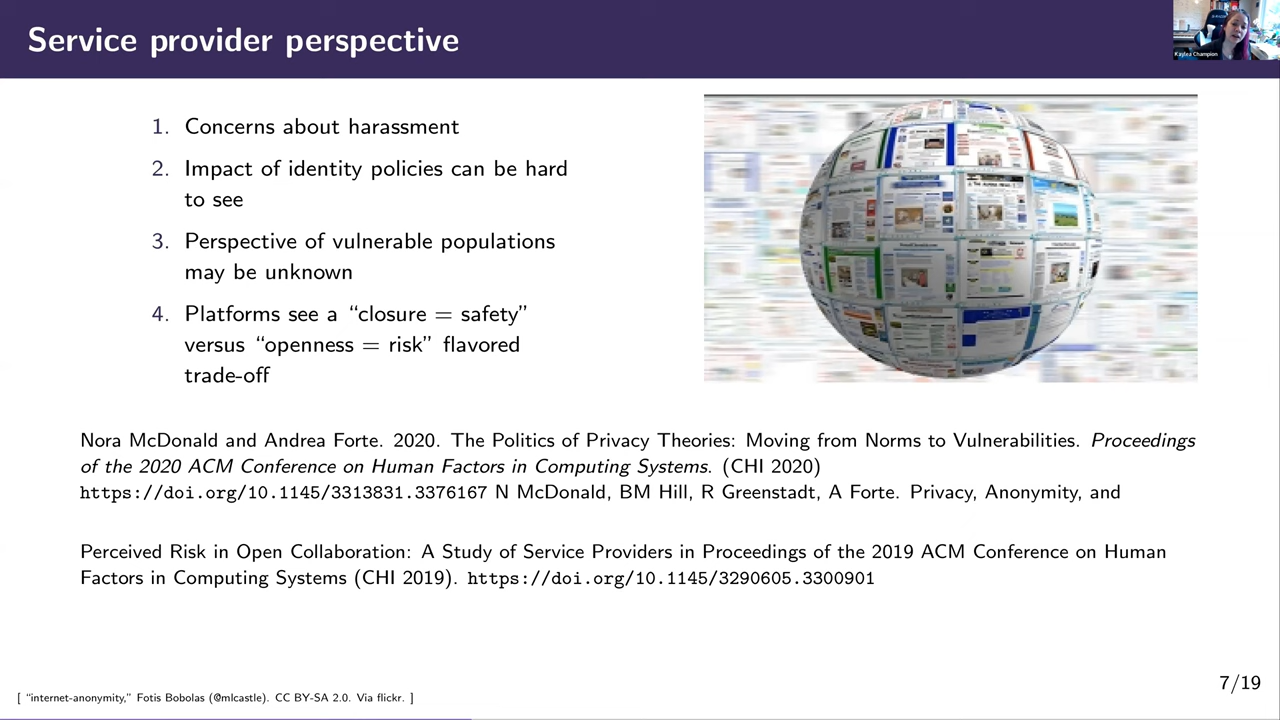 Service provider perspective
Kaylea Champion
1. Concerns about harassment
2. Impact of identity policies can be hard
to see
3. Perspective of vulnerable populations
may be unknown
4. Platforms see a “closure = safety”
versus “openness = risk” flavored
trade-off
Nora McDonald and Andrea Forte. 2020. The Politics of Privacy Theories: Moving from Norms to Vulnerabilities. Proceedings
of the 2020 ACM Conference on Human Factors in Computing Systems. (CHI 2020)
https://doi.org/10.1145/3313831.3376167 N McDonald, BM Hill, R Greenstadt, A Forte. Privacy, Anonymity, and
Perceived Risk in Open Collaboration: A Study of Service Providers in Proceedings of the 2019 ACM Conference on Human
Factors in Computing Systems (CHI 2019). https://doi.org/10.1145/3290605.3300901
7/19
[ “internet-anonymity,” Fotis Bobolas (@mlcastle). CC BY-SA 2.0. Via flickr. ]